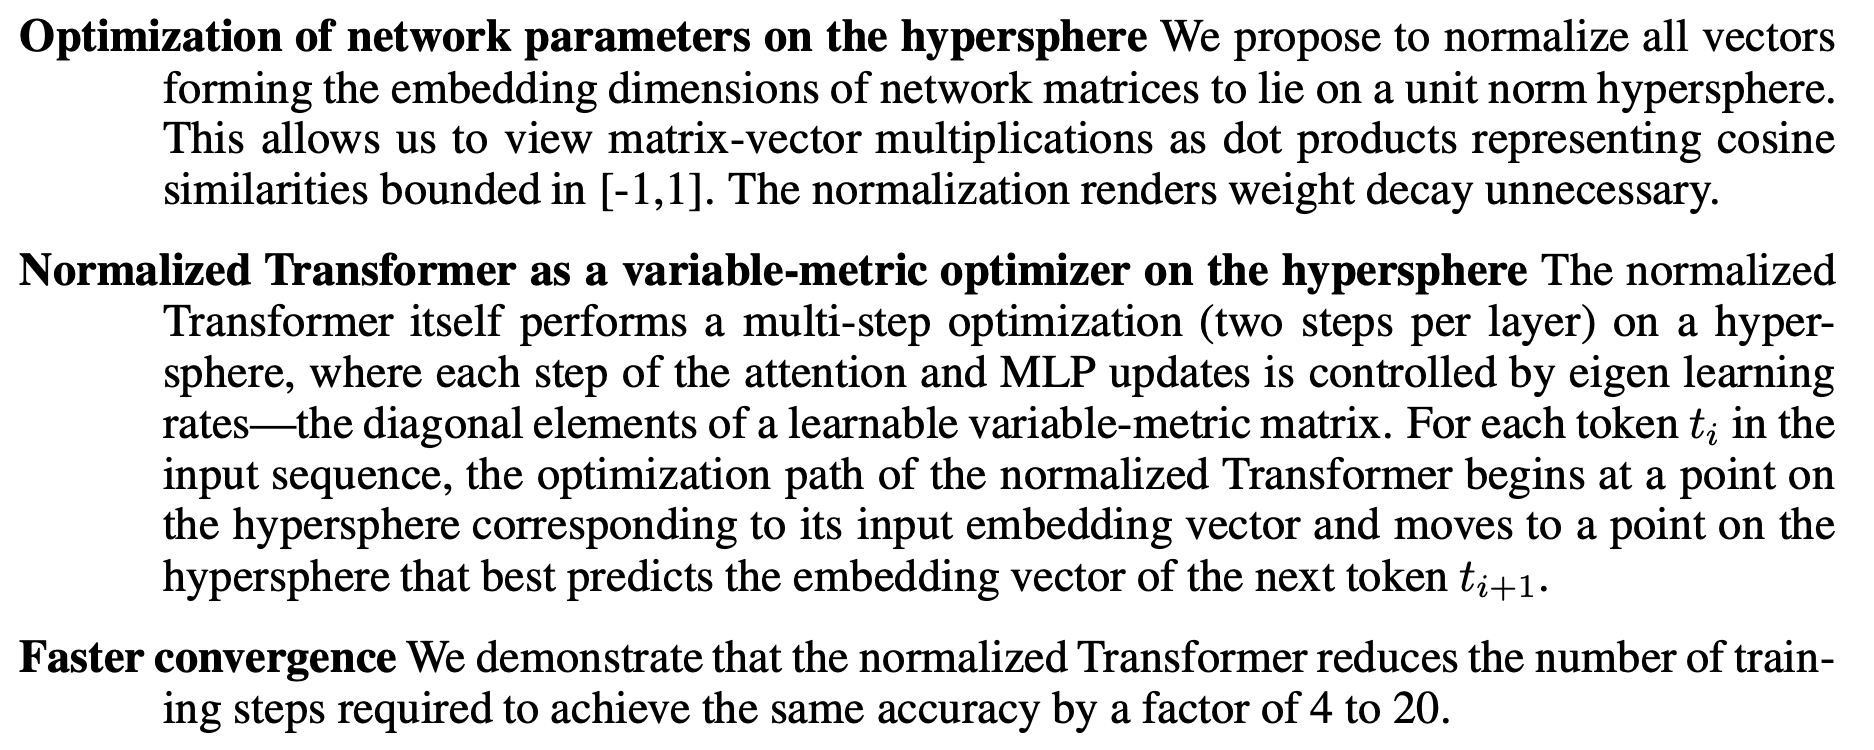 Optimization of network parameters on the hypersphere We propose to normalize all vectors
forming the embedding dimensions of network matrices to lie on a unit norm hypersphere.
This allows us to view matrix-vector multiplications as dot products representing cosine
similarities bounded in [-1,1]. The normalization renders weight decay unnecessary.
Normalized Transformer as a variable-metric optimizer on the hypersphere The normalized
Transformer itself performs a multi-step optimization (two steps per layer) on a hyper-
sphere, where each step of the attention and MLP updates is controlled by eigen learning
rates—the diagonal elements of a learnable variable-metric matrix. For each token $t_i$ in the
input sequence, the optimization path of the normalized Transformer begins at a point on
the hypersphere corresponding to its input embedding vector and moves to a point on the
hypersphere that best predicts the embedding vector of the next token $t_{i+1}$.
Faster convergence We demonstrate that the normalized Transformer reduces the number of train-
ing steps required to achieve the same accuracy by a factor of 4 to 20.